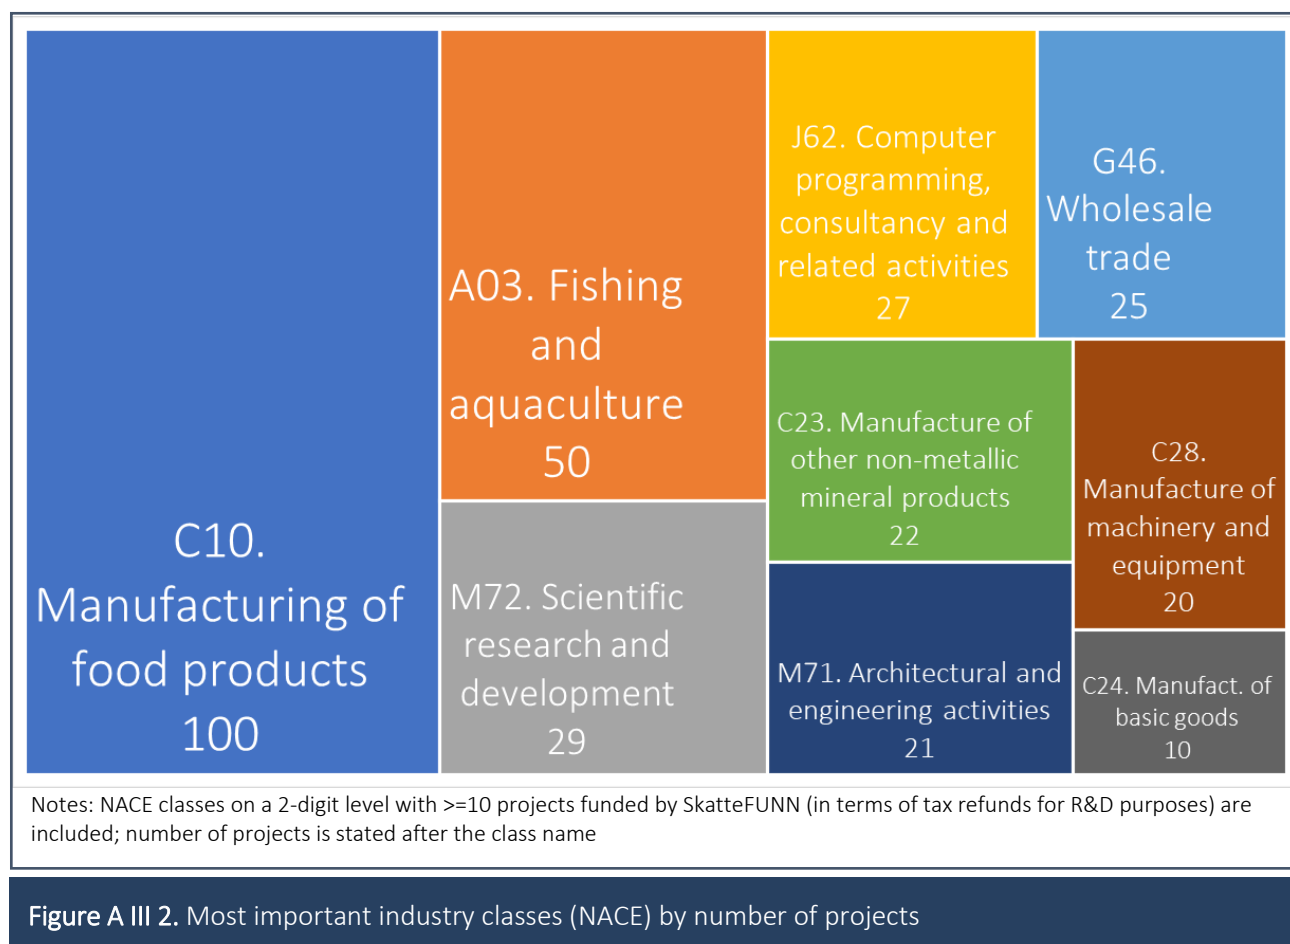 C10.
Manufacturing of
food products
100
A03. Fishing
and
aquaculture
50
M72. Scientific
research and
development
29
J62. Computer
programming,
consultancy and
related activities
27
G46.
Wholesale
trade
25
C23. Manufacture of
other non-metallic
mineral products
22
C28.
Manufacture of
machinery and
equipment
20
M71. Architectural and
engineering activities
21
C24. Manufact. of
basic goods
10
Notes: NACE classes on a 2-digit level with >=10 projects funded by SkatteFUNN (in terms of tax refunds for R&D purposes) are
included; number of projects is stated after the class name
Figure A III 2. Most important industry classes (NACE) by number of projects